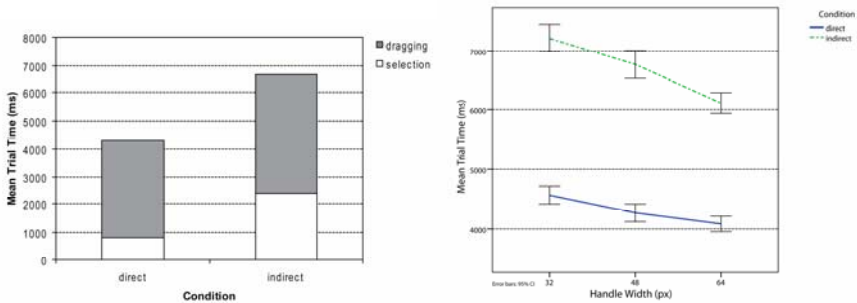 8000
7000
6000
5000
4000
3000
2000
1000
0
Mean Trial Time (ms)
direct
indirect
Condition
dragging
selection
7000
6000
5000
4000
Mean Trial Time (ms)
Error bars: 95% CI
32
48
64
Handle Width (px)
Condition
direct
indirect